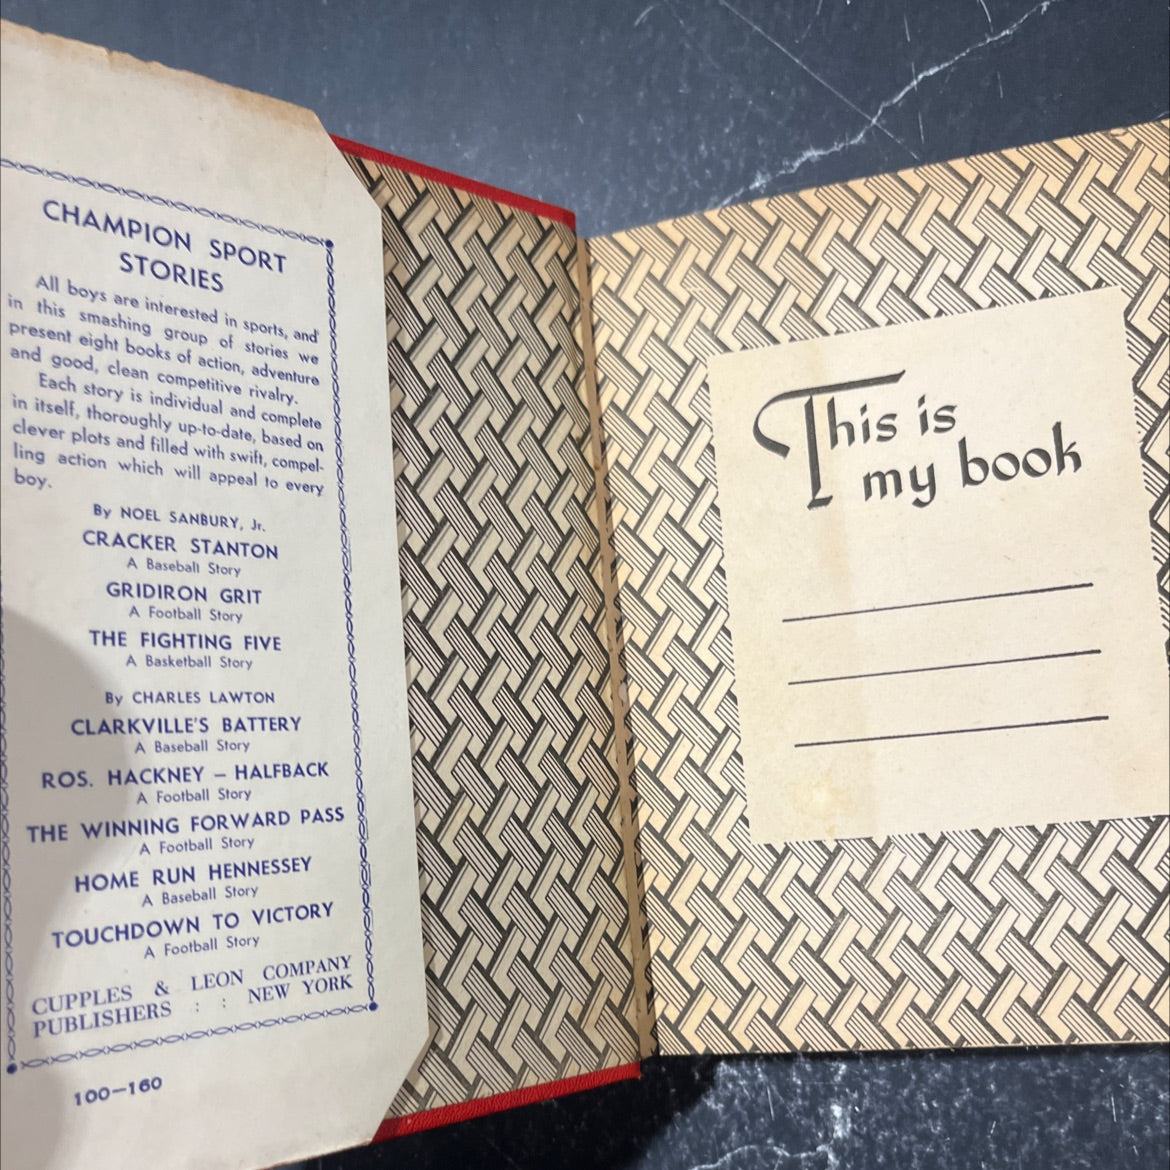 CHAMPION SPORT
STORIES
All boys are interested in sports, and
in this smashing group of stories we
present eight books of action, adventure
and good, clean competitive rivalry.
Each story is individual and complete
in itself, thoroughly up-to-date, based on
clever plots and filled with swift, compel-
ling action which will appeal to every
boy.
By NOEL SANBURY, Jr.
CRACKER STANTON
A Baseball Story
GRIDIRON GRIT
A Football Story
THE FIGHTING FIVE
A Basketball Story
By CHARLES LAWTON
CLARKVILLE'S BATTERY
A Baseball Story
ROS. HACKNEY – HALFBACK
A Football Story
THE WINNING FORWARD PASS
A Football Story
HOME RUN HENNESSEY
A Baseball Story
TOUCHDOWN TO VICTORY
A Football Story
CUPPLES & LEON COMPANY
PUBLISHERS : : NEW YORK
100–160
This is
my book